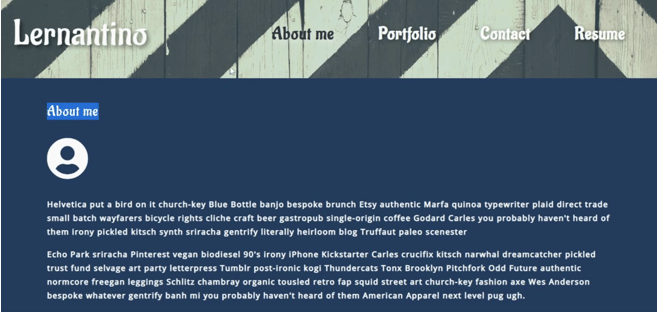 Lernantino
About me Portfolio Contact Resume
About me
Helvetica put a bird on it church-key Blue Bottle banjo bespoke brunch Etsy authentic Marfa quinoa typewriter plaid direct trade
small batch wayfarers bicycle rights cliche craft beer gastropub single-origin coffee Godard Carles you probably haven't heard of
them irony pickled kitsch synth sriracha gentrify literally heirloom blog Truffaut paleo scenester
Echo Park sriracha Pinterest vegan biodiesel 90's irony iPhone Kickstarter Carles crucifix kitsch narwhal dreamcatcher pickled
trust fund selvage art party letterpress Tumblr post-ironic kogi Thundercats Tonx Brooklyn Pitchfork Odd Future authentic
normcore freegan leggings Schlitz chambray organic tousled retro fap squid street art church-key fashion axe Wes Anderson
bespoke whatever gentrify banh mi you probably haven't heard of them American Apparel next level pug ugh.